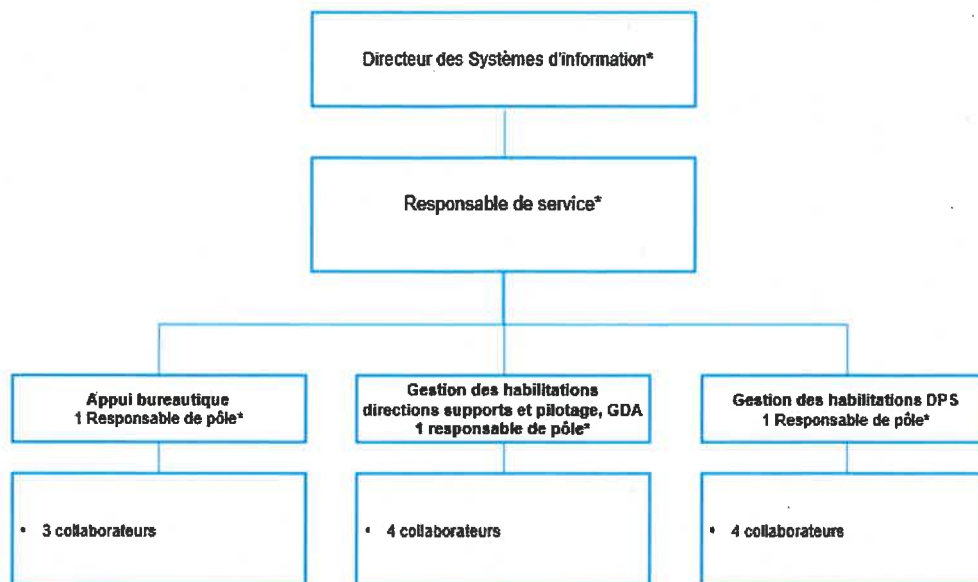 Directeur des Systèmes d'information*
Responsable de service*
Appui bureautique
1 Responsable de pôle*
Gestion des habilitations
directions supports et pilotage, GDA
1 responsable de pôle*
Gestion des habilitations DPS
1 Responsable de pôle*
• 3 collaborateurs
• 4 collaborateurs
• 4 collaborateurs